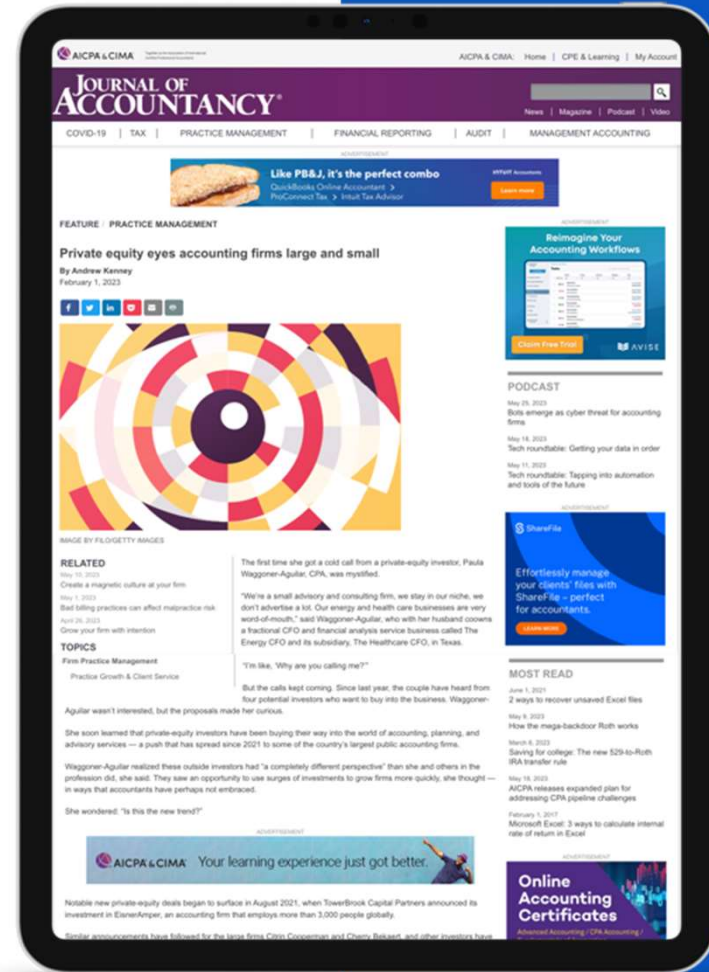 AICPA & CIMA
AICPA & CIMA: Home | CPE & Learning | My Account
JOURNAL OF
ACCOUNTANCY®
News | Magazine | Podcast | Video
COVID-19 | TAX | PRACTICE MANAGEMENT | FINANCIAL REPORTING | AUDIT | MANAGEMENT ACCOUNTING
ADVERTISEMENT
Like PB&J, it's the perfect combo
QuickBooks Online Accountant >
ProConnect Tax > Intuit Tax Advisor
Accountants
Learn more
FEATURE / PRACTICE MANAGEMENT
Private equity eyes accounting firms large and small
By Andrew Kenney
February 1, 2023
IMAGE BY FILO/GETTY IMAGES
RELATED
May 10, 2023
Create a magnetic culture at your firm
May 1, 2023
Bad billing practices can affect malpractice risk
April 26, 2023
Grow your firm with intention
TOPICS
Firm Practice Management
Practice Growth & Client Service
The first time she got a cold call from a private-equity investor, Paula
Waggoner-Aguilar, CPA, was mystified.
"We're a small advisory and consulting firm, we stay in our niche, we
don't advertise a lot. Our energy and health care businesses are very
word-of-mouth," said Waggoner-Aguilar, who with her husband coowns
a fractional CFO and financial analysis service business called The
Energy CFO and its subsidiary, The Healthcare CFO, in Texas.
"I'm like, 'Why are you calling me?'"
But the calls kept coming. Since last year, the couple have heard from
four potential investors who want to buy into the business. Waggoner-
Aguilar wasn't interested, but the proposals made her curious.
She soon learned that private-equity investors have been buying their way into the world of accounting, planning, and
advisory services — a push that has spread since 2021 to some of the country's largest public accounting firms.
Waggoner-Aguilar realized these outside investors had "a completely different perspective" than she and others in the
profession did, she said. They saw an opportunity to use surges of investments to grow firms more quickly, she thought —
in ways that accountants have perhaps not embraced.
She wondered: "Is this the new trend?"
ADVERTISEMENT
AICPA & CIMA Your learning experience just got better.
Notable new private-equity deals began to surface in August 2021, when TowerBrook Capital Partners announced its
investment in EisnerAmper, an accounting firm that employs more than 3,000 people globally.
Similar announcements have followed for the large firms Citrin Cooperman and Cherry Bekaert, and other investors have
ADVERTISEMENT
Reimagine Your
Accounting Workflows
Claim Free Trial
AVISE
PODCAST
May 25, 2023
Bots emerge as cyber threat for accounting
firms
May 18, 2023
Tech roundtable: Getting your data in order
May 11, 2023
Tech roundtable: Tapping into automation
and tools of the future
ADVERTISEMENT
ShareFile
Effortlessly manage
your clients' files with
ShareFile – perfect
for accountants.
LEARN MORE
MOST READ
June 1, 2021
2 ways to recover unsaved Excel files
May 9, 2023
How the mega-backdoor Roth works
March 6, 2023
Saving for college: The new 529-to-Roth
IRA transfer rule
May 18, 2023
AICPA releases expanded plan for
addressing CPA pipeline challenges
February 1, 2017
Microsoft Excel: 3 ways to calculate internal
rate of return in Excel
ADVERTISEMENT
Online
Accounting
Certificates
Advanced Accounting / CPA Accounting /